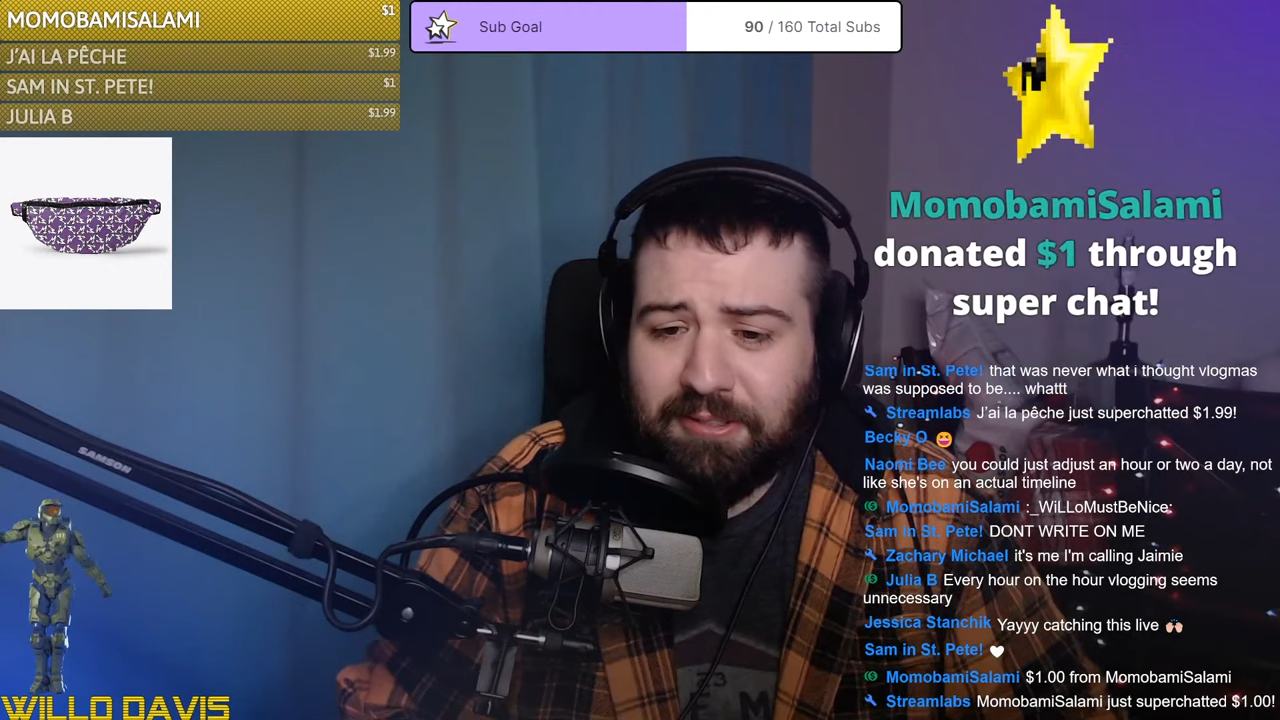 MOMOBAMISALAMI $1
J'AI LA PÊCHE $1.99
SAM IN ST. PETE! $1
JULIA B $1.99
Sub Goal 90 / 160 Total Subs
MomobamiSalami
donated $1 through
super chat!
Sam in St. Pete! that was never what i thought vlogmas
was supposed to be.... whattt
Streamlabs J'ai la pêche just superchatted $1.99!
Becky O 😆
Naomi Bee you could just adjust an hour or two a day, not
like she's on an actual timeline
MomobamiSalami :_WiLLoMustBeNice:
Sam in St. Pete! DONT WRITE ON ME
Zachary Michael it's me I'm calling Jaimie
Julia B Every hour on the hour vlogging seems
unnecessary
Jessica Stanchik Yayyy catching this live 🙌🏻
Sam in St. Pete! 🤍
MomobamiSalami $1.00 from MomobamiSalami
Streamlabs MomobamiSalami just superchatted $1.00!
SAMSON
WILLO DAVIS